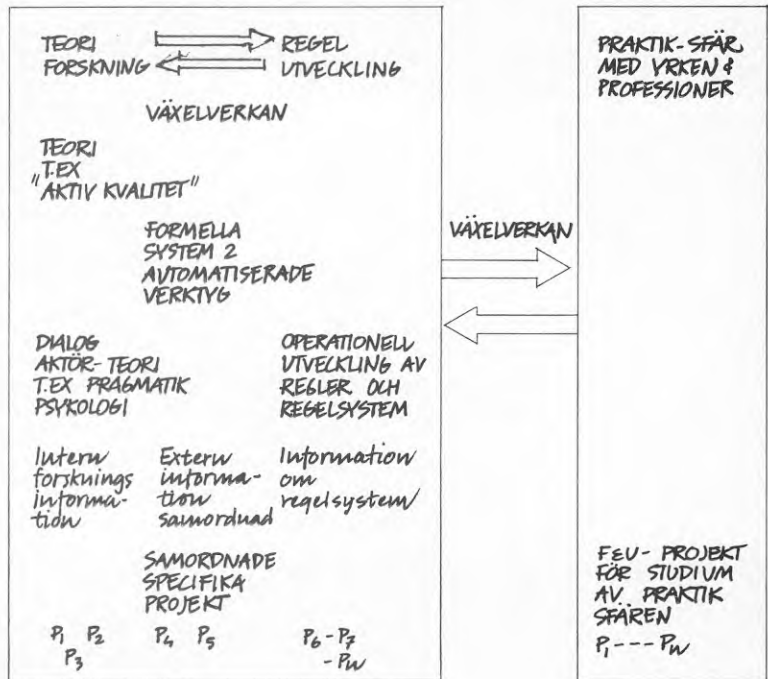 TEORI
FORSKNING
REGEL
UTVECKLING
VÄXELVERKAN
TEORI
T.EX
"AKTIV KVALITET"
FORMELLA
SYSTEM 2
AUTOMATISERADE
VERKTYG
DIALOG
AKTÖR-TEORI
T.EX PRAGMATIK
PSYKOLOGI
OPERATIONELL
UTVECKLING AV
REGLER OCH
REGELSYSTEM
Intern
forsknings
informa-
tion
Extern
informa-
tion
samordnad
Information
om
regelsystem
SAMORDNADE
SPECIFIKA
PROJEKT
P1 P2
P3
P4 P5
P6 - P7
- PN
VÄXELVERKAN
PRAKTIK-SFÄR
MED YRKEN &
PROFESSIONER
F&U-PROJEKT
FÖR STUDIUM
AV PRAKTIK
SFÄREN
P1 --- PN